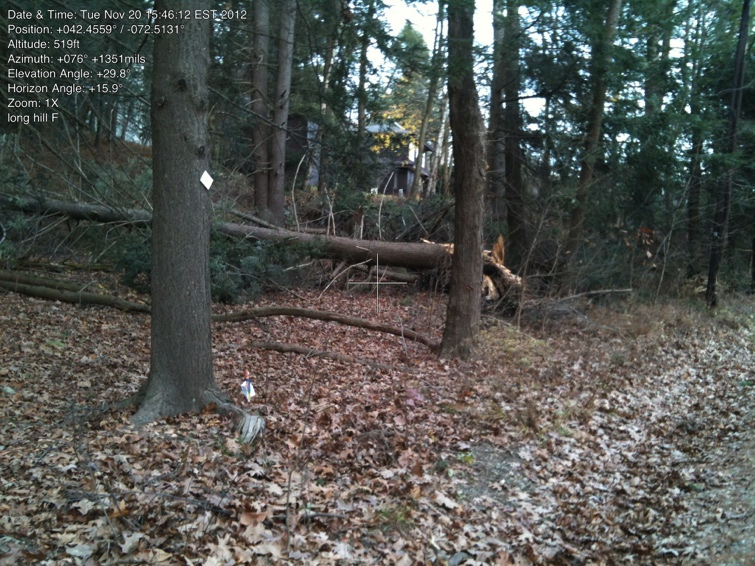 Date & Time: Tue Nov 20 15:46:12 EST 2012
Position: +042.4559° / -072.5131°
Altitude: 519ft
Azimuth: +076° +1351mils
Elevation Angle: +29.8°
Horizon Angle: +15.9°
Zoom: 1X
long hill F